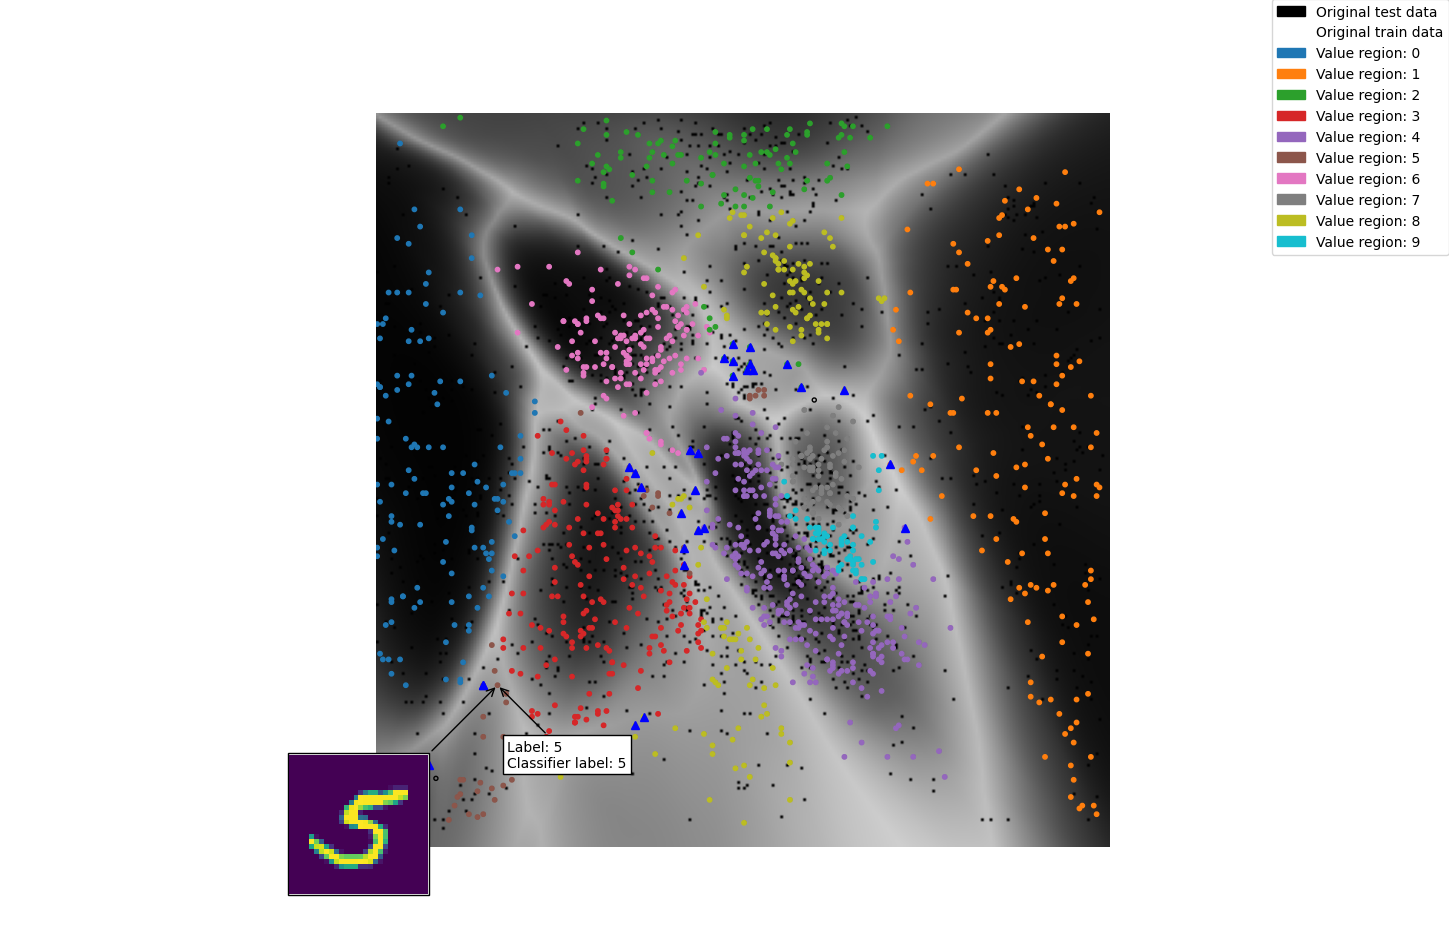 Original test data
Original train data
Value region: 0
Value region: 1
Value region: 2
Value region: 3
Value region: 4
Value region: 5
Value region: 6
Value region: 7
Value region: 8
Value region: 9
Label: 5
Classifier label: 5
5